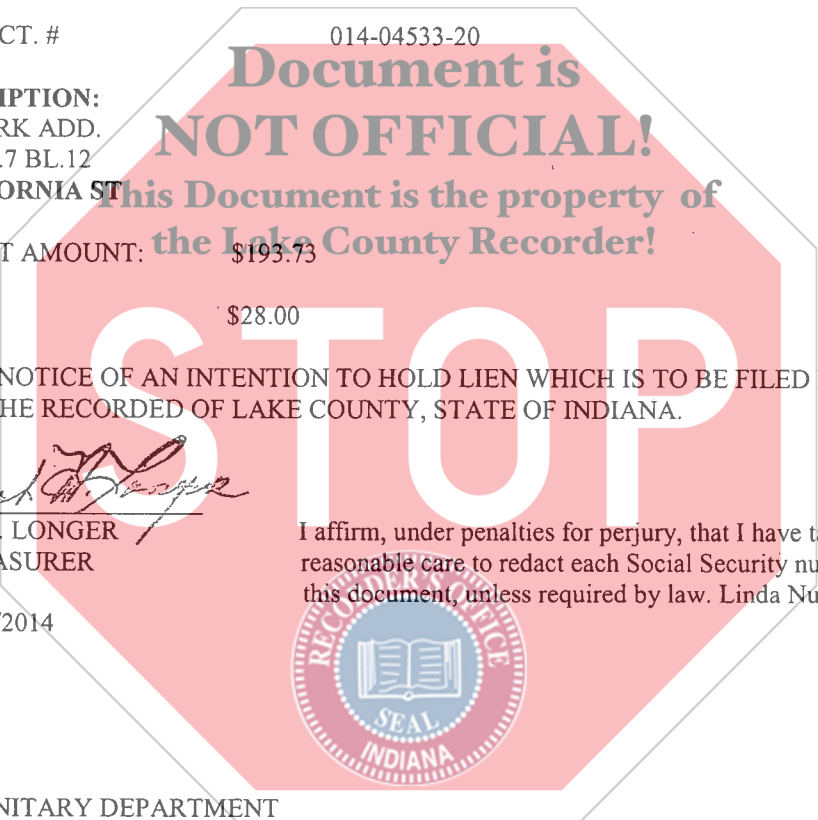 CT. # 014-04533-20
Document is
IPTION:
NOT OFFICIAL!
RK ADD.
.7 BL.12
ORNIA ST
This Document is the property of
the Lake County Recorder!
T AMOUNT: $193.73
$28.00
STOP
NOTICE OF AN INTENTION TO HOLD LIEN WHICH IS TO BE FILED
HE RECORDED OF LAKE COUNTY, STATE OF INDIANA.
. LONGER
ASURER
I affirm, under penalties for perjury, that I have t
reasonable care to redact each Social Security nu
this document, unless required by law. Linda Nu
/2014
RECORDER'S OFFICE
SEAL
INDIANA
NITARY DEPARTMENT